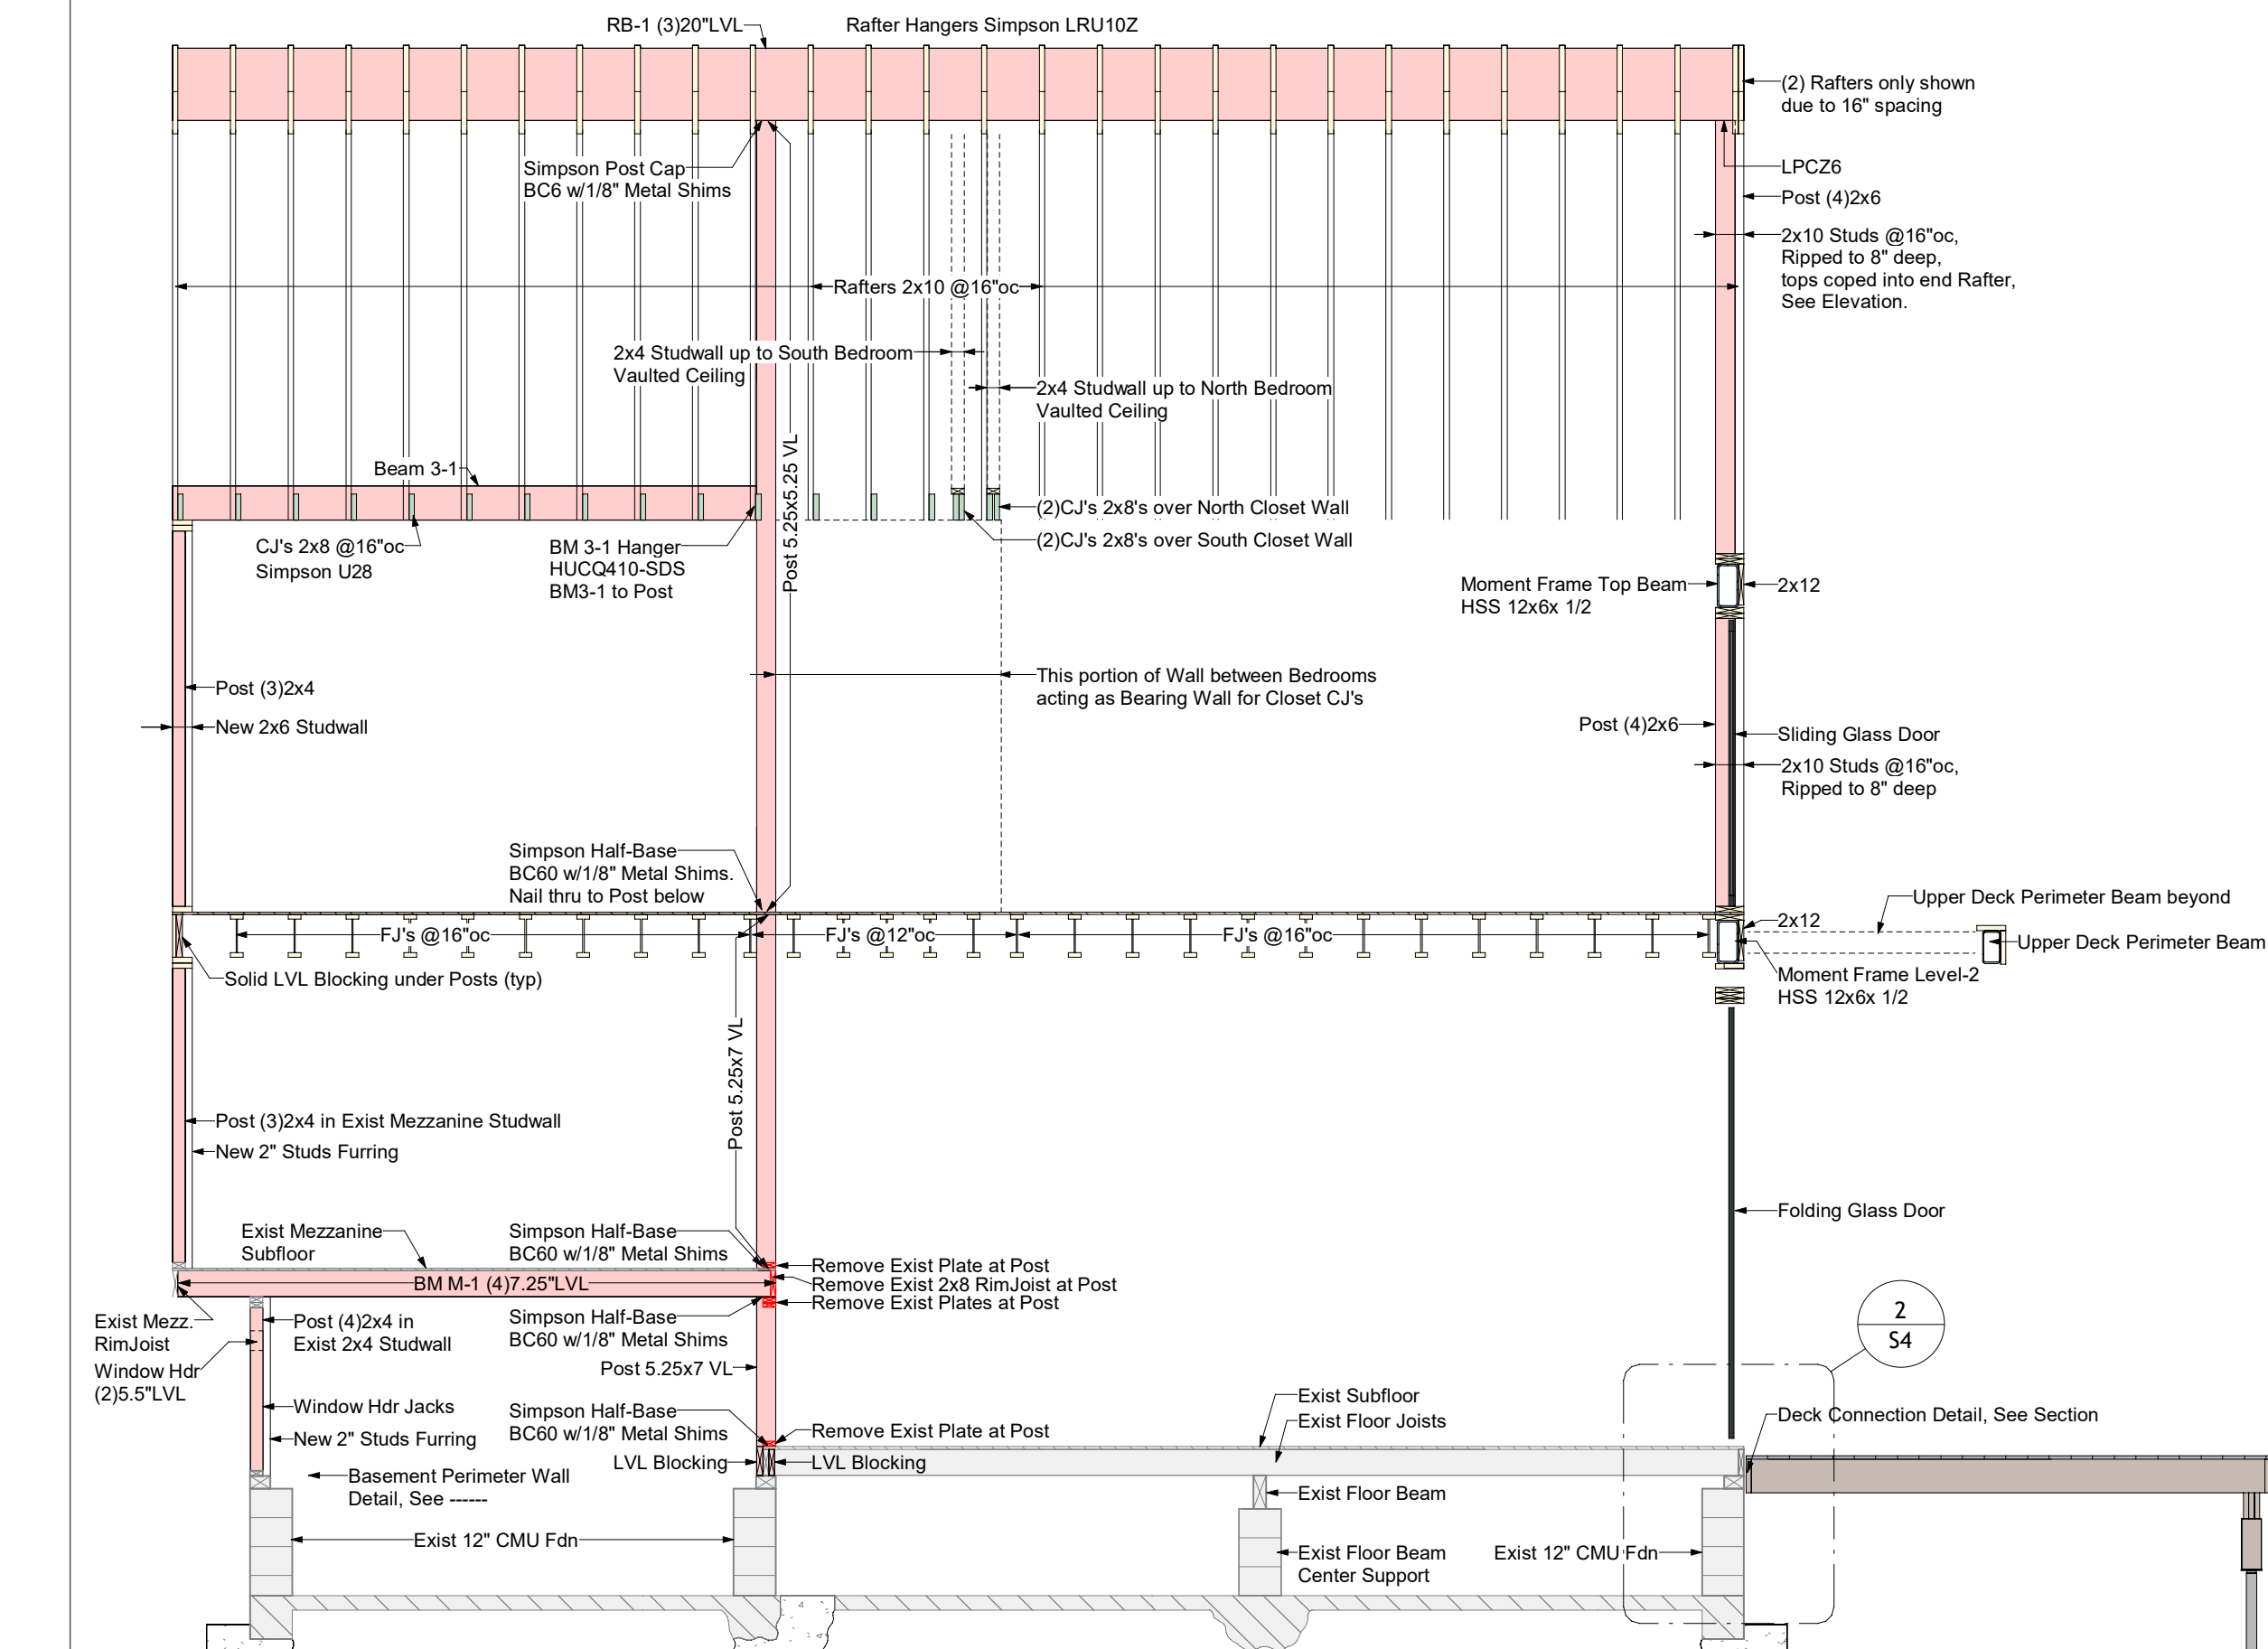 RB-1 (3)20"LVL
Rafter Hangers Simpson LRU10Z
(2) Rafters only shown
due to 16" spacing
Simpson Post Cap
BC6 w/1/8" Metal Shims
LPCZ6
Post (4)2x6
2x10 Studs @16"oc,
Ripped to 8" deep,
tops coped into end Rafter,
See Elevation.
Rafters 2x10 @16"oc
2x4 Studwall up to South Bedroom
Vaulted Ceiling
2x4 Studwall up to North Bedroom
Vaulted Ceiling
Post 5.25x5.25 VL
Beam 3-1
(2)CJ's 2x8's over North Closet Wall
(2)CJ's 2x8's over South Closet Wall
CJ's 2x8 @16"oc
Simpson U28
BM 3-1 Hanger
HUCQ410-SDS
BM3-1 to Post
Moment Frame Top Beam
HSS 12x6x 1/2
2x12
This portion of Wall between Bedrooms
acting as Bearing Wall for Closet CJ's
Post (3)2x4
New 2x6 Studwall
Post (4)2x6
Sliding Glass Door
2x10 Studs @16"oc,
Ripped to 8" deep
Simpson Half-Base
BC60 w/1/8" Metal Shims.
Nail thru to Post below
Upper Deck Perimeter Beam beyond
2x12
FJ's @16"oc
FJ's @12"oc
FJ's @16"oc
Upper Deck Perimeter Beam
Solid LVL Blocking under Posts (typ)
Moment Frame Level-2
HSS 12x6x 1/2
Post 5.25x7 VL
Post (3)2x4 in Exist Mezzanine Studwall
New 2" Studs Furring
Folding Glass Door
Exist Mezzanine
Subfloor
Simpson Half-Base
BC60 w/1/8" Metal Shims
Remove Exist Plate at Post
BM M-1 (4)7.25"LVL
Remove Exist 2x8 RimJoist at Post
Remove Exist Plates at Post
Exist Mezz.
RimJoist
Post (4)2x4 in
Exist 2x4 Studwall
Simpson Half-Base
BC60 w/1/8" Metal Shims
2
S4
Window Hdr
(2)5.5"LVL
Post 5.25x7 VL
Window Hdr Jacks
Simpson Half-Base
BC60 w/1/8" Metal Shims
Exist Subfloor
Exist Floor Joists
Deck Connection Detail, See Section
New 2" Studs Furring
Remove Exist Plate at Post
LVL Blocking
LVL Blocking
Basement Perimeter Wall
Detail, See ------
Exist Floor Beam
Exist 12" CMU Fdn
Exist Floor Beam
Center Support
Exist 12" CMU Fdn